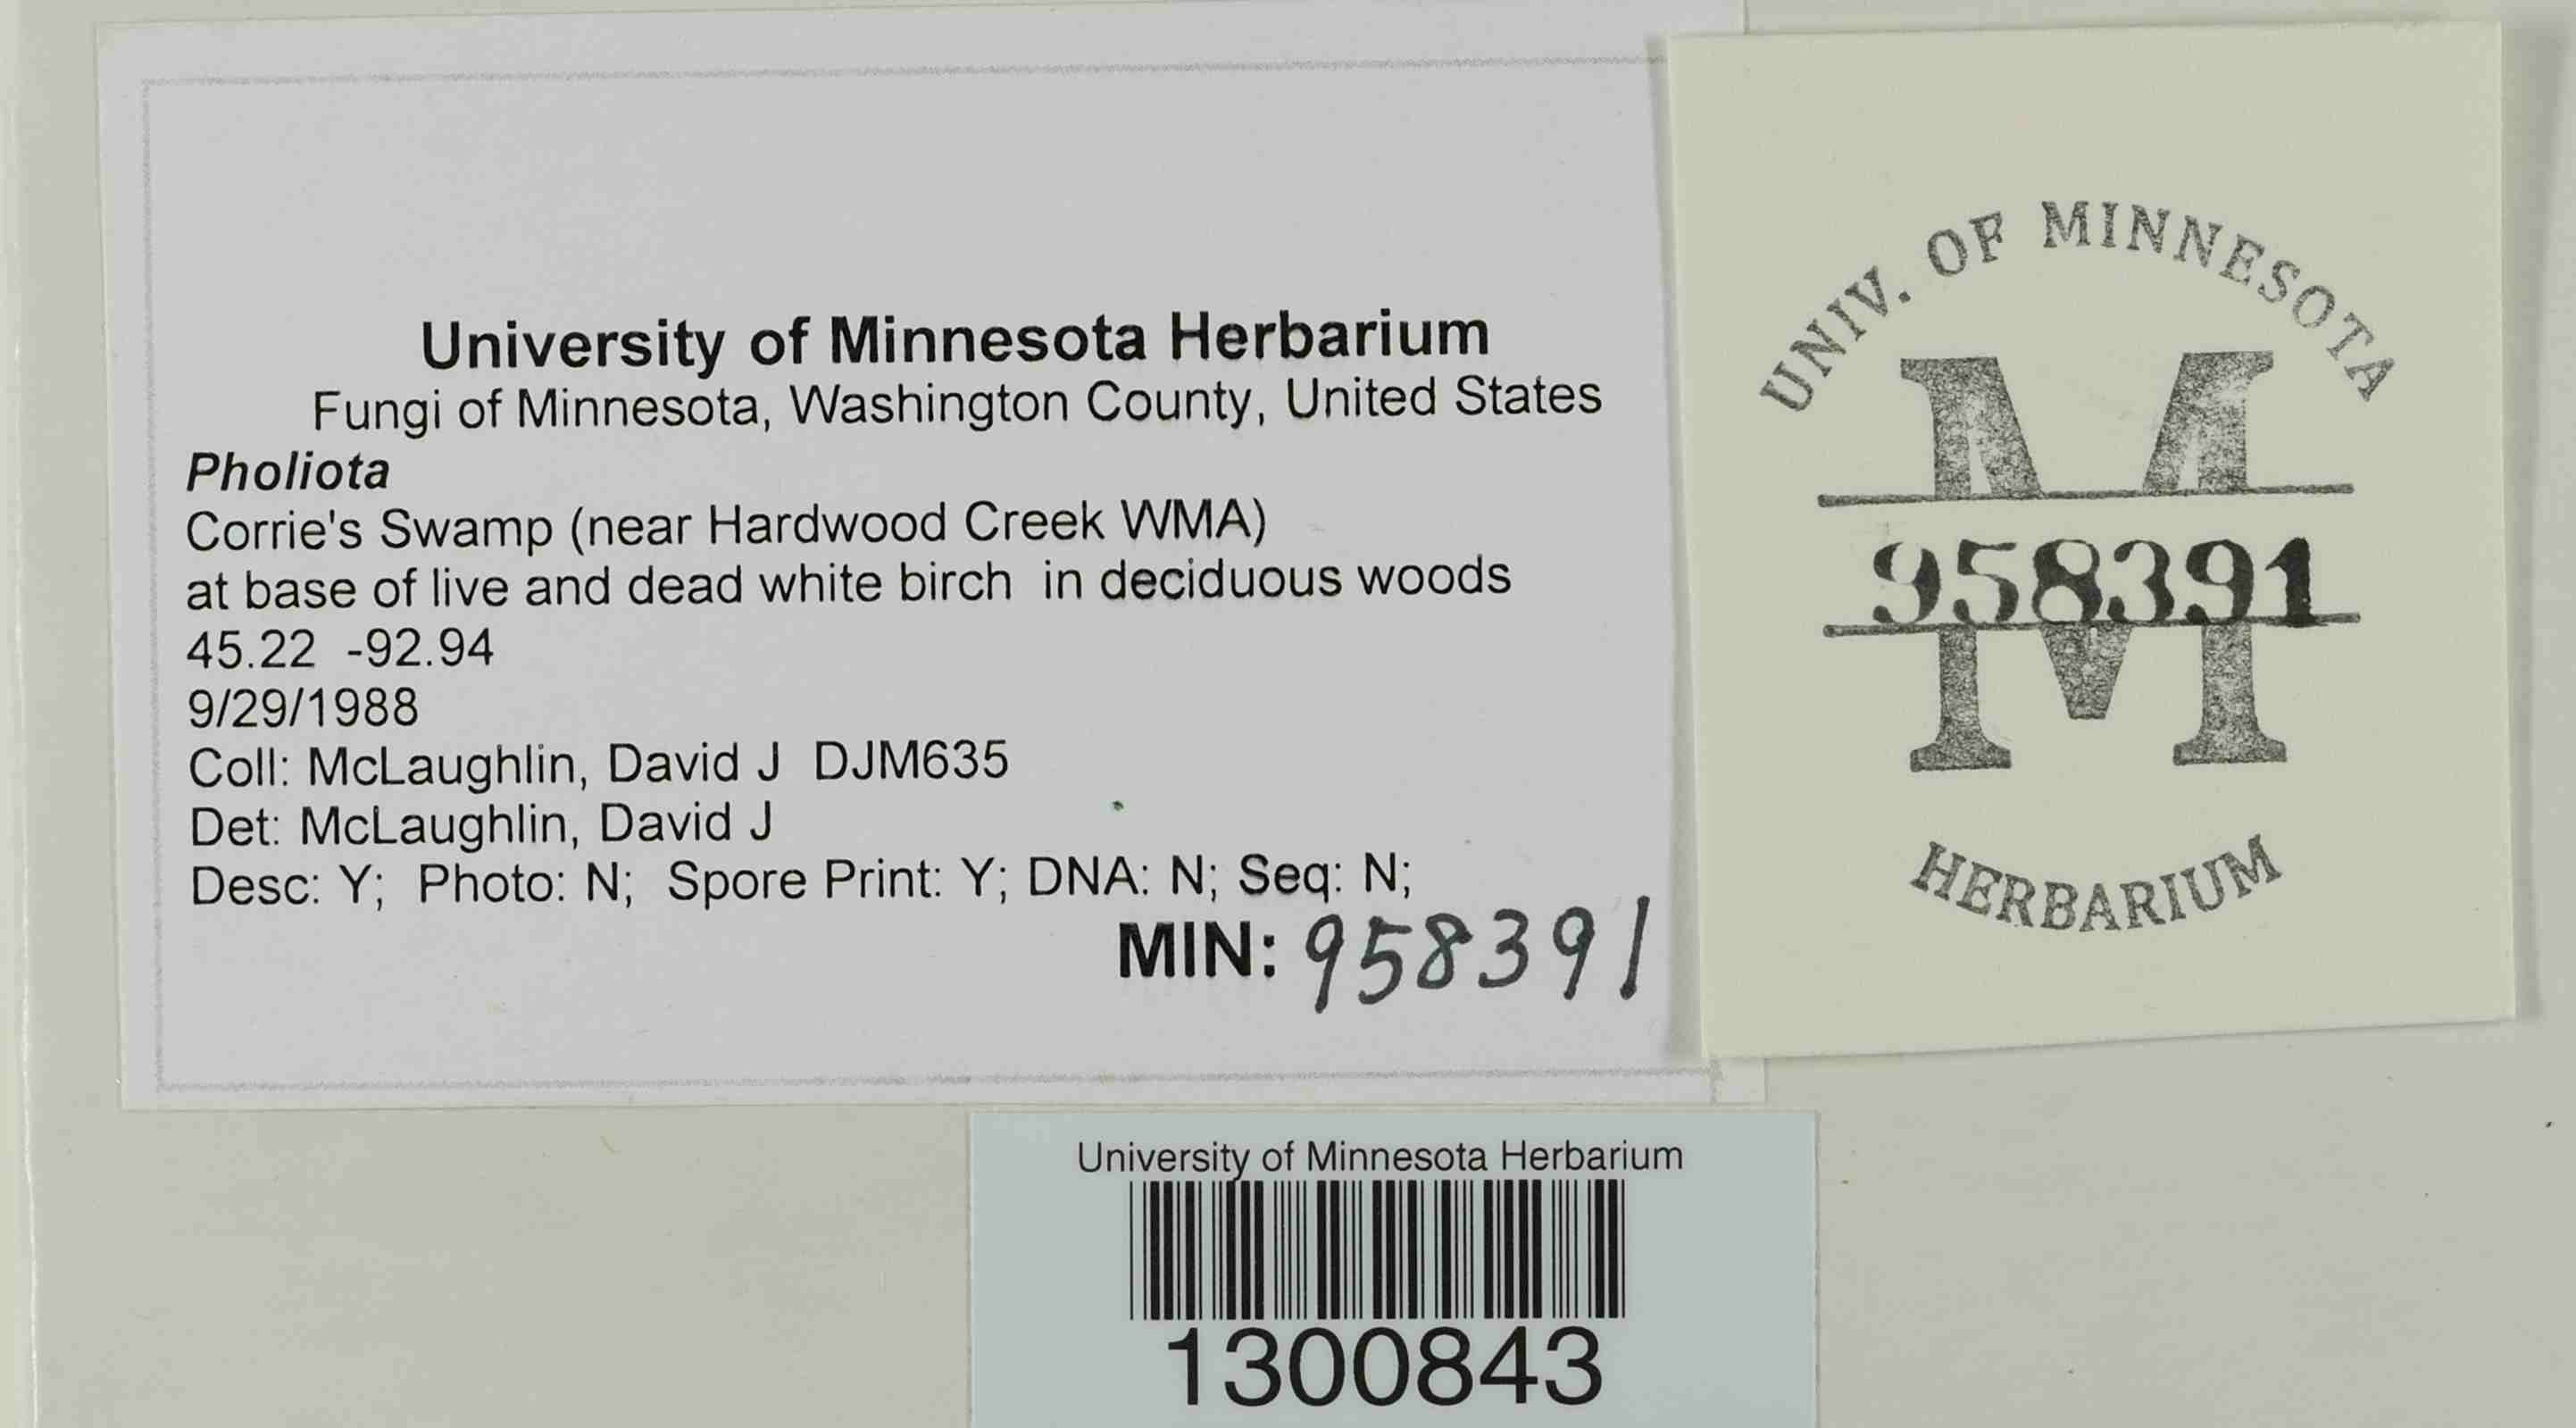 University of Minnesota Herbarium
Fungi of Minnesota, Washington County, United States
Pholiota
Corrie's Swamp (near Hardwood Creek WMA)
at base of live and dead white birch  in deciduous woods
45.22  -92.94
9/29/1988
Coll: McLaughlin, David J  DJM635
Det: McLaughlin, David J
Desc: Y;  Photo: N;  Spore Print: Y; DNA: N; Seq: N;
MIN: 958391
UNIV. OF MINNESOTA
M
958391
HERBARIUM
University of Minnesota Herbarium
1300843